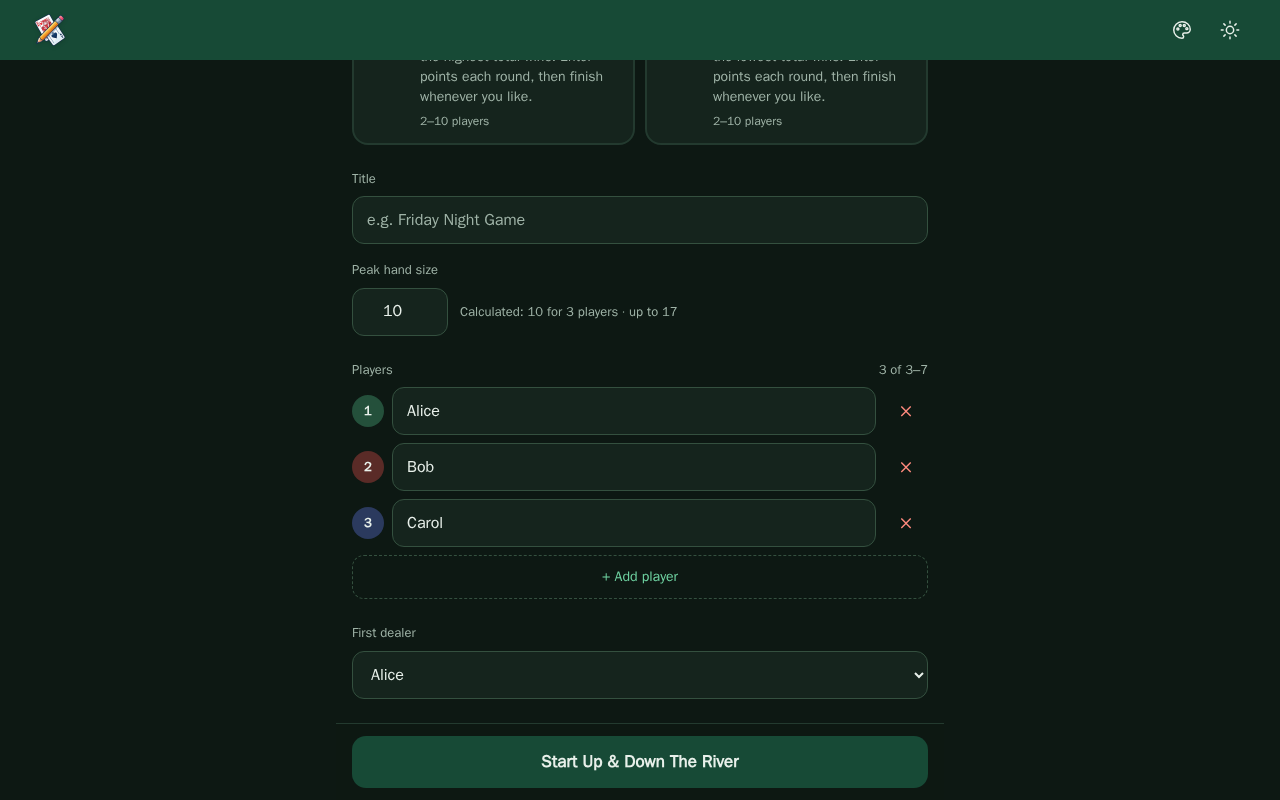 points each round, then finish
whenever you like.
2–10 players
points each round, then finish
whenever you like.
2–10 players
Title
e.g. Friday Night Game
Peak hand size
10
Calculated: 10 for 3 players · up to 17
Players
3 of 3–7
1
Alice
2
Bob
3
Carol
+ Add player
First dealer
Alice
Start Up & Down The River